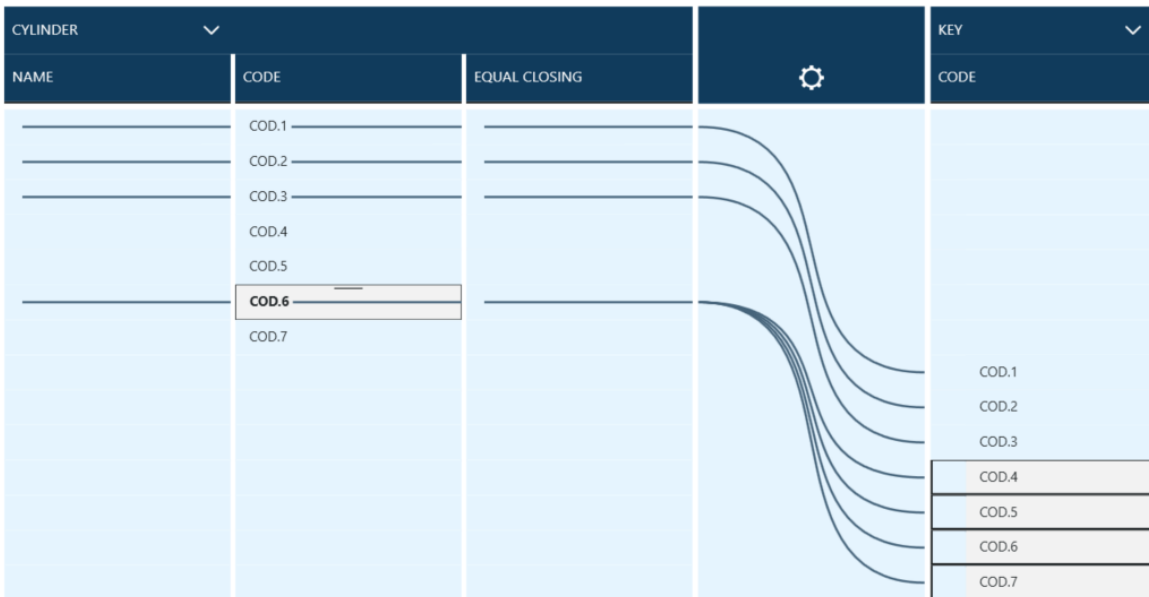 CYLINDER KEY
NAME CODE EQUAL CLOSING CODE
COD.1
COD.2
COD.3
COD.4
COD.5
COD.6
COD.7
COD.1
COD.2
COD.3
COD.4
COD.5
COD.6
COD.7